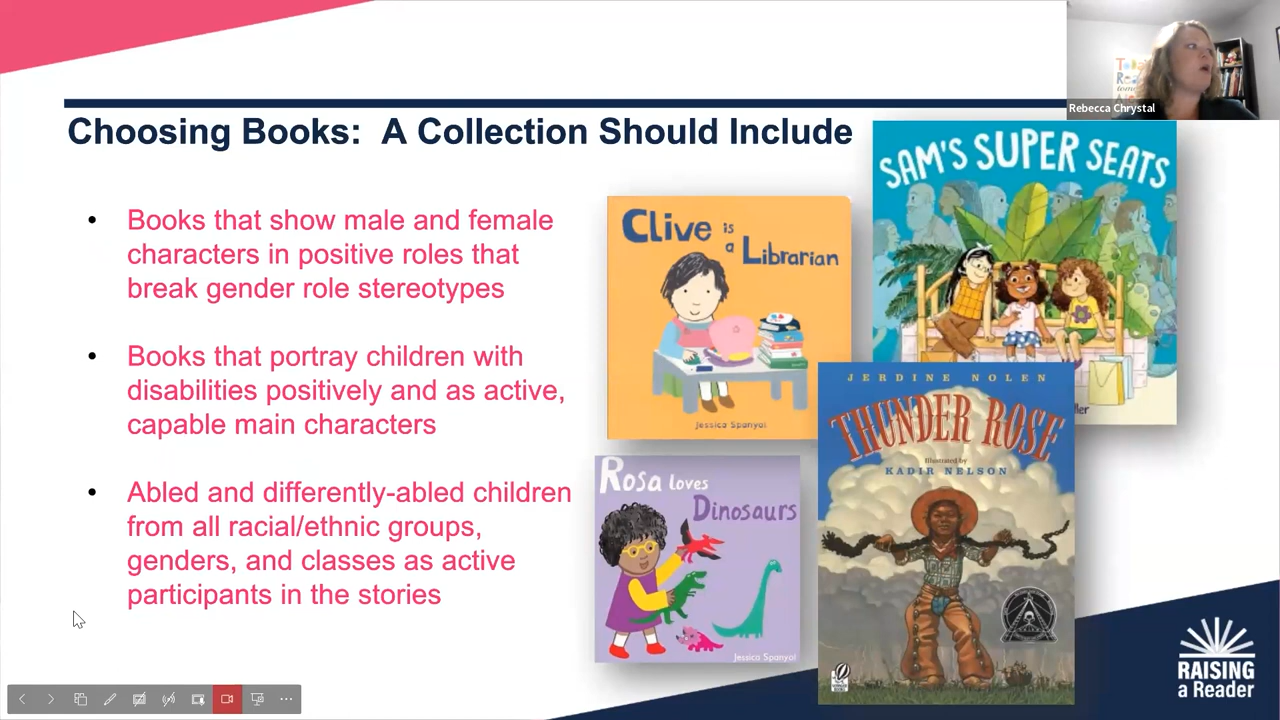 Rebecca Chrystal
Choosing Books:  A Collection Should Include
• Books that show male and female
characters in positive roles that
break gender role stereotypes
• Books that portray children with
disabilities positively and as active,
capable main characters
• Abled and differently-abled children
from all racial/ethnic groups,
genders, and classes as active
participants in the stories
Clive is
a Librarian
Jessica Spanyol
SAM'S SUPER SEATS
Rosa loves
Dinosaurs
Jessica Spanyol
JERDINE NOLEN
THUNDER ROSE
Illustrated by
KADIR NELSON
RAISING
a Reader